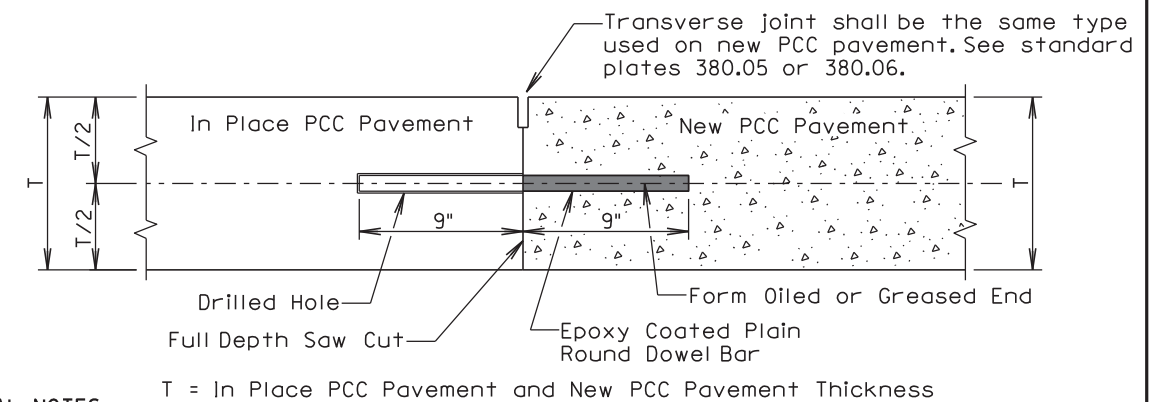 Transverse joint shall be the same type
used on new PCC pavement. See standard
plates 380.05 or 380.06.
In Place PCC Pavement
New PCC Pavement
T
T/2
T/2
T
9"
9"
Drilled Hole
Form Oiled or Greased End
Full Depth Saw Cut
Epoxy Coated Plain
Round Dowel Bar
T = In Place PCC Pavement and New PCC Pavement Thickness
NOTES